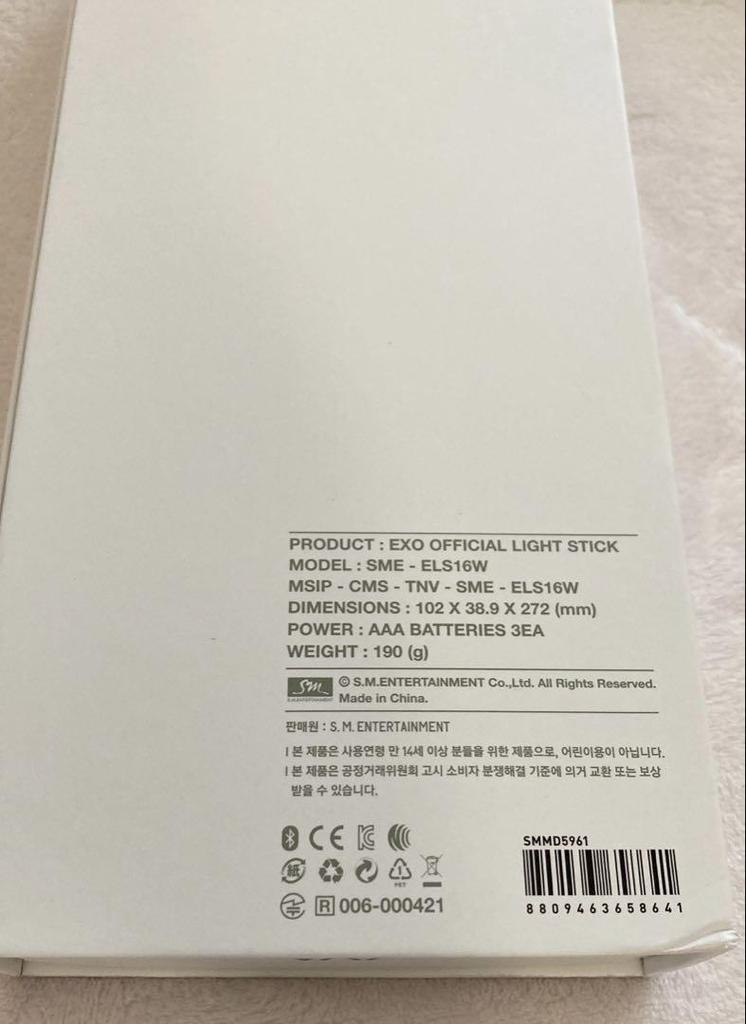 PRODUCT : EXO OFFICIAL LIGHT STICK
MODEL : SME - ELS16W
MSIP - CMS - TNV - SME - ELS16W
DIMENSIONS : 102 X 38.9 X 272 (mm)
POWER : AAA BATTERIES 3EA
WEIGHT : 190 (g)
SM
S.M.ENTERTAINMENT
© S.M.ENTERTAINMENT Co.,Ltd. All Rights Reserved.
Made in China.
판매원 : S. M. ENTERTAINMENT
I 본 제품은 사용연령 만 14세 이상 분들을 위한 제품으로, 어린이용이 아닙니다.
I 본 제품은 공정거래위원회 고시 소비자 분쟁해결 기준에 의거 교환 또는 보상
받을 수 있습니다.
CE
紙
PET
R 006-000421
SMMD5961
8809463658641